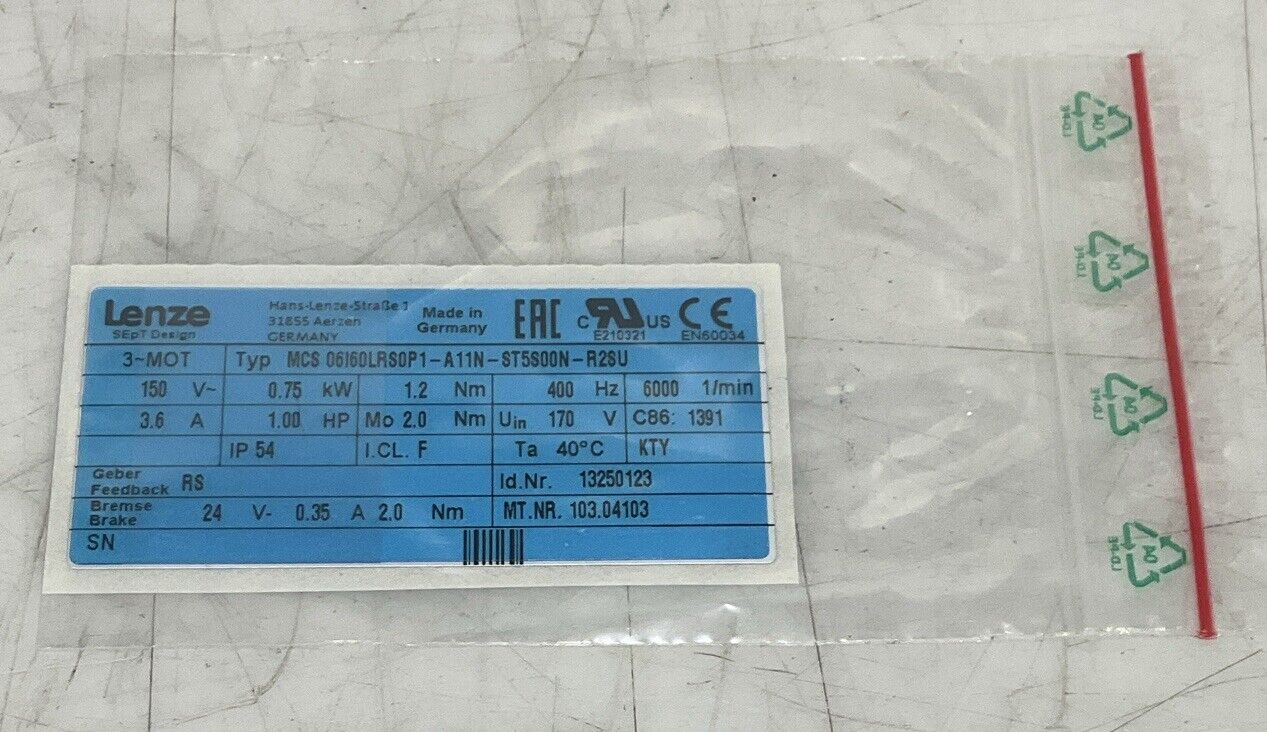 Lenze
SEpT Design
Hans-Lenze-Straße 1
31855 Aerzen
GERMANY
Made in
Germany
EAC
C RU US
E210321
CE
EN60034
3~MOT Typ MCS 06I60LRS0P1-A11N-ST5S00N-R2SU
150 V~ 0.75 kW 1.2 Nm 400 Hz 6000 1/min
3.6 A 1.00 HP Mo 2.0 Nm Uin 170 V C86: 1391
IP 54 I.CL. F Ta 40°C KTY
Geber
Feedback RS
Id.Nr. 13250123
Bremse
Brake 24 V- 0.35 A 2.0 Nm MT.NR. 103.04103
SN